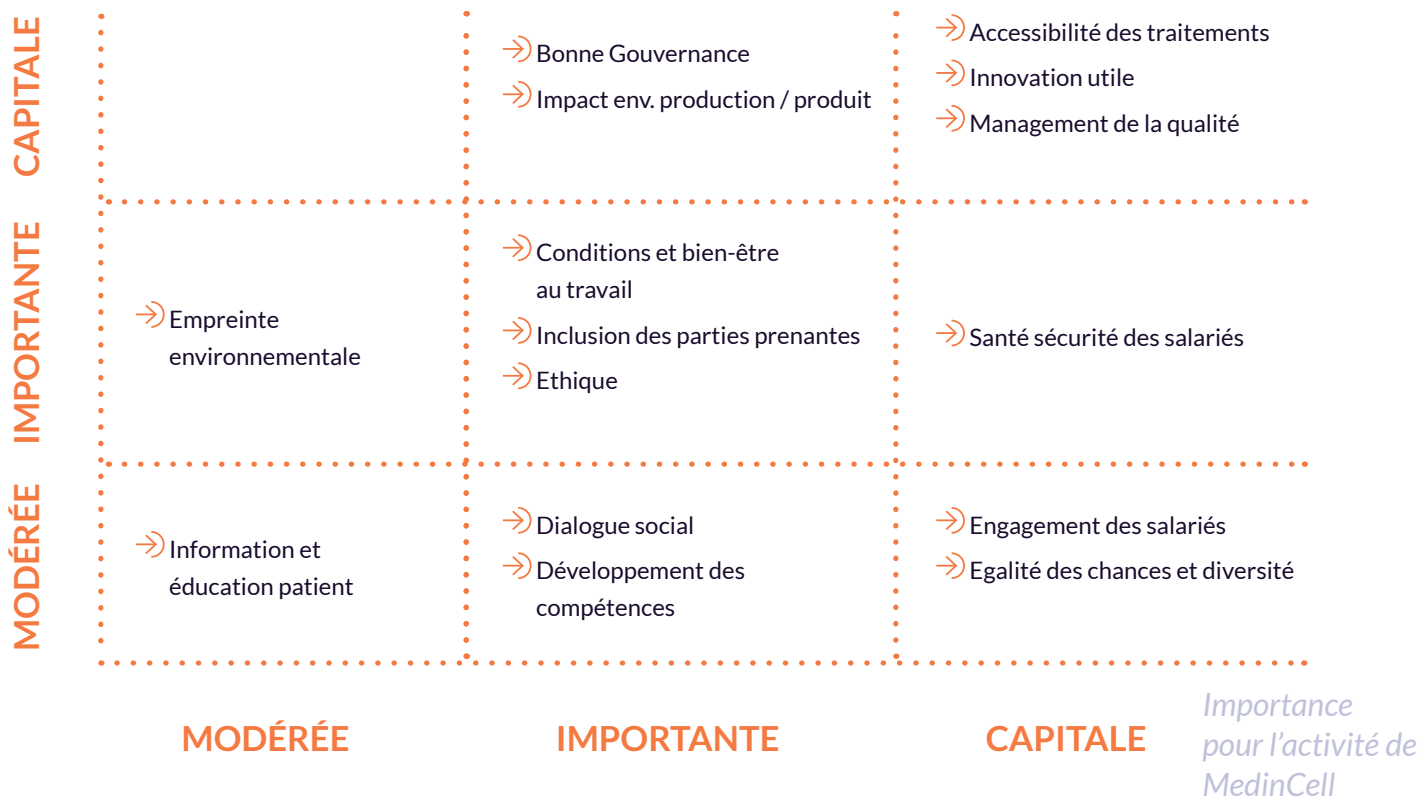 CAPITALE
Bonne Gouvernance
Impact env. production / produit
Accessibilité des traitements
Innovation utile
Management de la qualité
IMPORTANTE
Empreinte
environnementale
Conditions et bien-être
au travail
Inclusion des parties prenantes
Ethique
Santé sécurité des salariés
MODÉRÉE
Information et
éducation patient
Dialogue social
Développement des
compétences
Engagement des salariés
Egalité des chances et diversité
MODÉRÉE
IMPORTANTE
CAPITALE
Importance
pour l'activité de
MedinCell